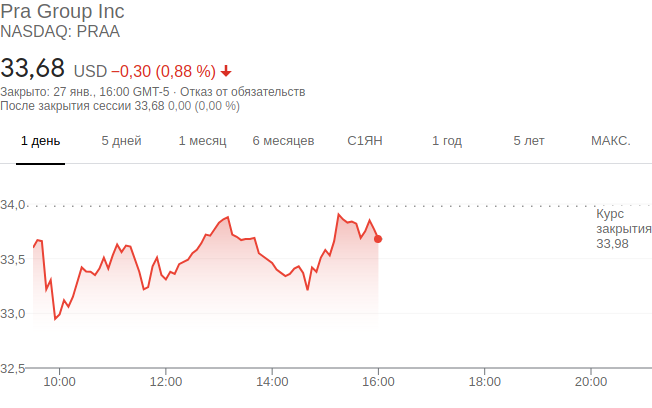 Pra Group Inc
NASDAQ: PRAA
33,68 USD −0,30 (0,88 %)
Закрыто: 27 янв., 16:00 GMT-5 · Отказ от обязательств
После закрытия сессии 33,68 0,00 (0,00 %)
1 день 5 дней 1 месяц 6 месяцев С1ЯН 1 год 5 лет МАКС.
34,0
Курс
закрытия
33,98
33,5
33,0
32,5
10:00 12:00 14:00 16:00 18:00 20:00